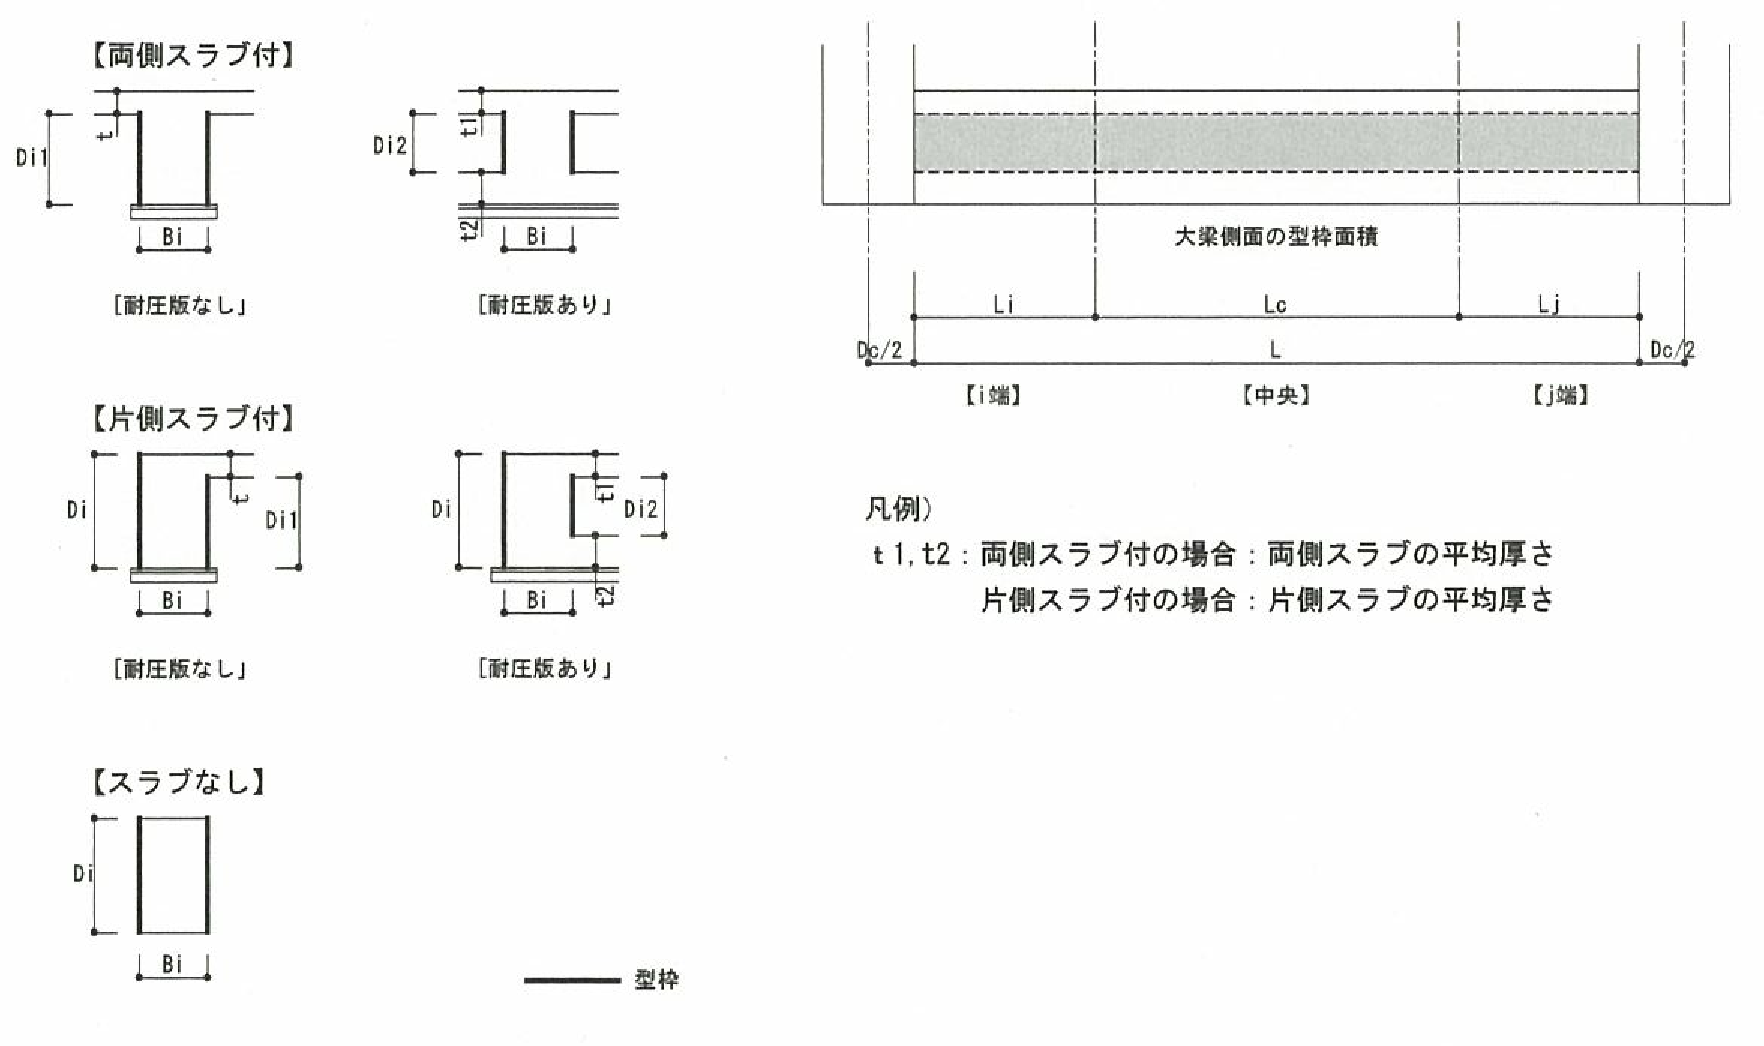 【両側スラブ付】
t
Di1
Bi
[耐圧版なし」
t1
Di2
t2
Bi
[耐圧版あり」
【片側スラブ付】
Di
t
Di1
Bi
[耐圧版なし」
Di
t1
Di2
Bi
t2
[耐圧版あり」
【スラブなし】
Di
Bi
型枠
大梁側面の型枠面積
Li Lc Lj
Dc/2 L Dc/2
【i端】 【中央】 【j端】
凡例)
t1,t2：両側スラブ付の場合：両側スラブの平均厚さ
片側スラブ付の場合：片側スラブの平均厚さ